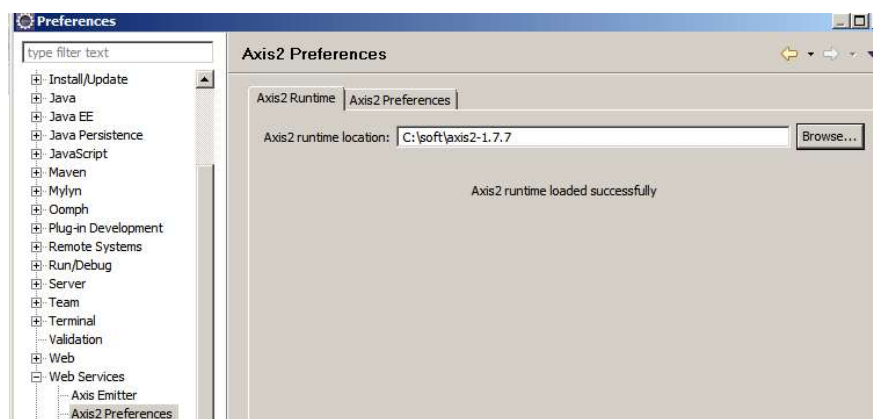 Preferences
type filter text
Install/Update
Java
Java EE
Java Persistence
JavaScript
Maven
Mylyn
Oomph
Plug-in Development
Remote Systems
Run/Debug
Server
Team
Terminal
Validation
Web
Web Services
Axis Emitter
Axis2 Preferences
Axis2 Preferences
Axis2 Runtime
Axis2 Preferences
Axis2 runtime location: C:\soft\axis2-1.7.7 Browse...
Axis2 runtime loaded successfully